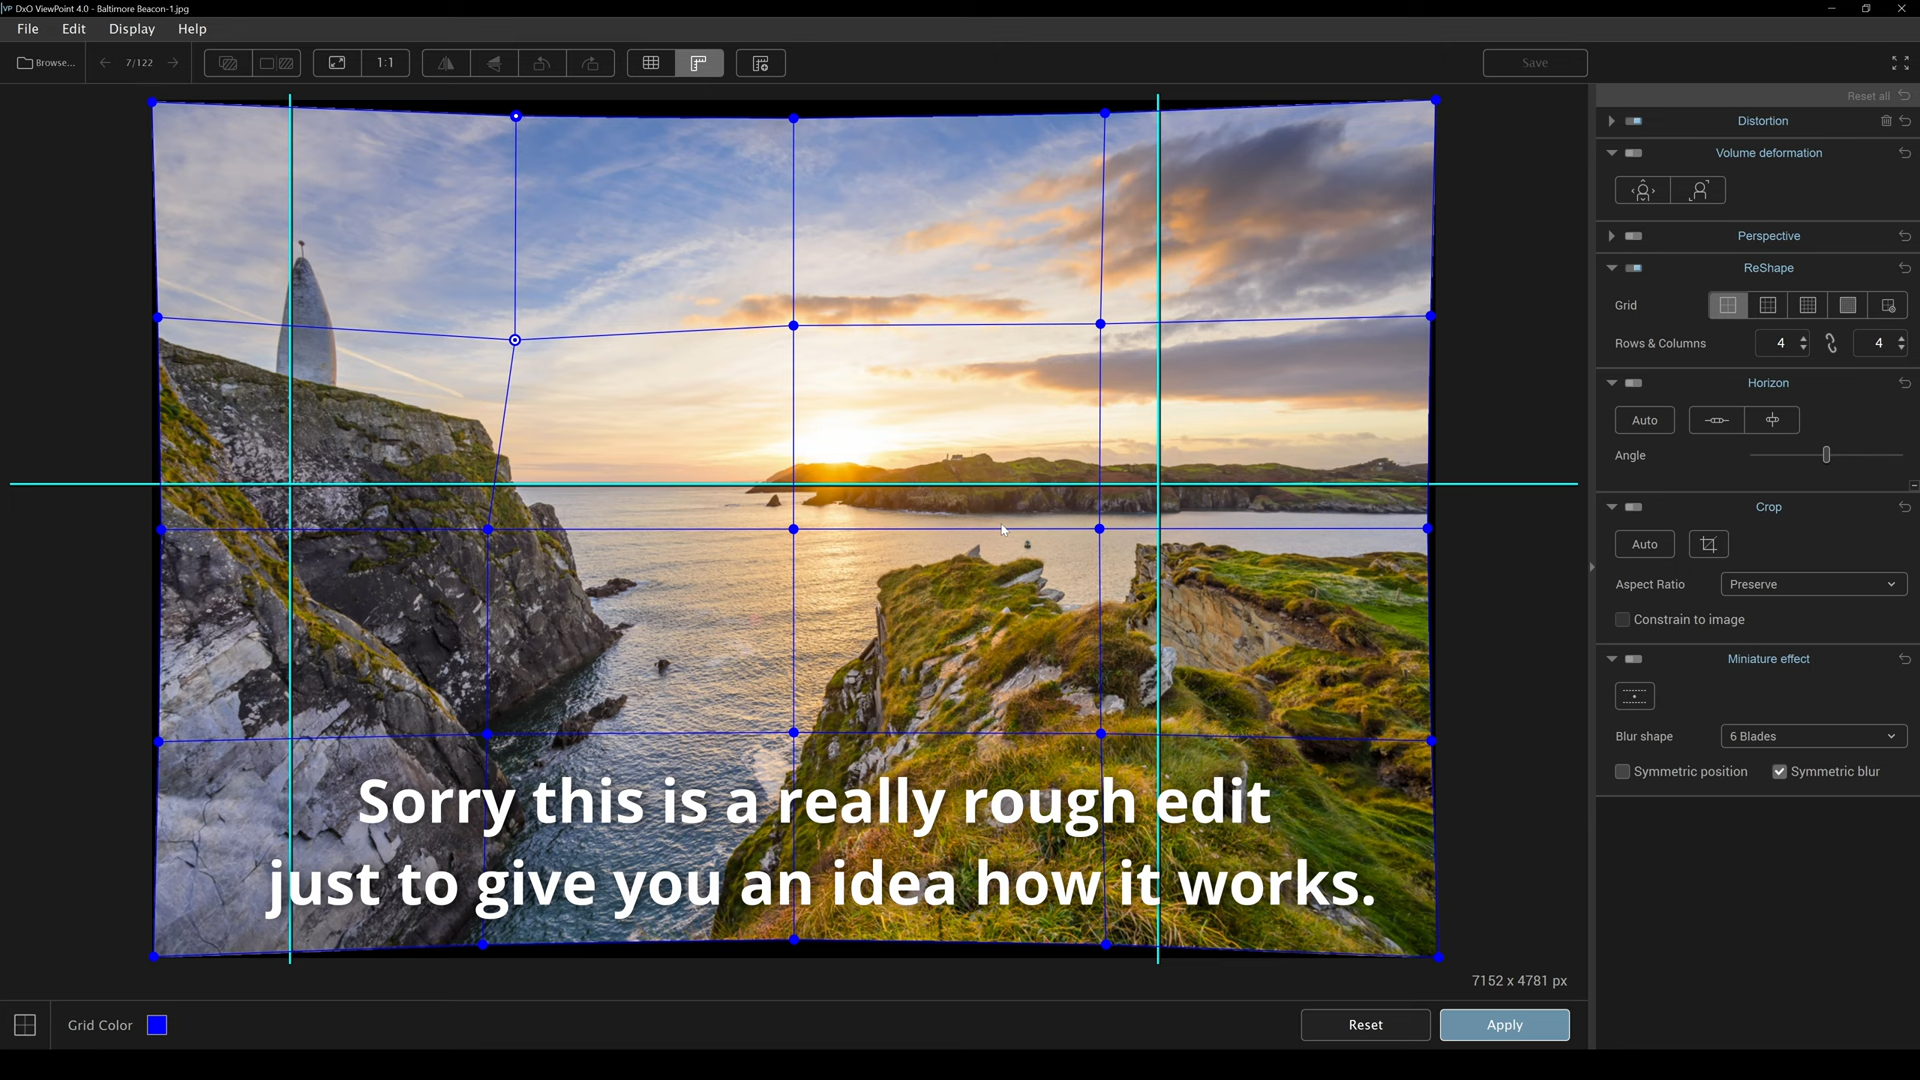 VP DxO ViewPoint 4.0 - Baltimore Beacon-1.jpg
File Edit Display Help
Browse... 7/122 1:1 Save
Reset all
Distortion
Volume deformation
Perspective
ReShape
Grid
Rows & Columns 4 4
Horizon
Auto
Angle
Crop
Auto
Aspect Ratio Preserve
Constrain to image
Miniature effect
Blur shape 6 Blades
Symmetric position Symmetric blur
Sorry this is a really rough edit
just to give you an idea how it works.
7152 x 4781 px
Grid Color Reset Apply